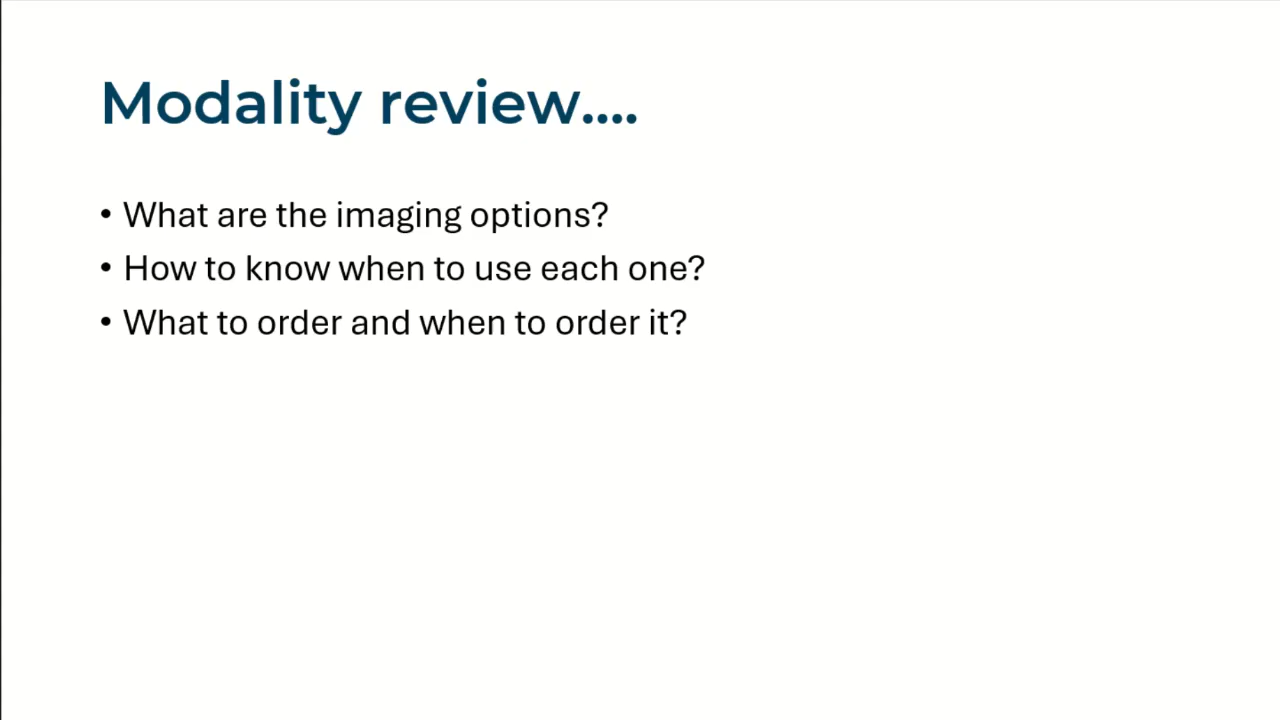 Modality review....
• What are the imaging options?
• How to know when to use each one?
• What to order and when to order it?